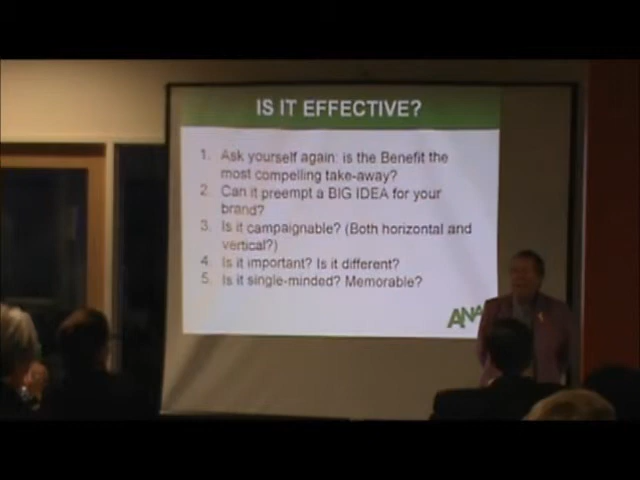 IS IT EFFECTIVE?
1. Ask yourself again: is the Benefit the
most compelling take-away?
2. Can it preempt a BIG IDEA for your
brand?
3. Is it campaignable? (Both horizontal and
vertical?)
4. Is it important? Is it different?
5. Is it single-minded? Memorable?
ANA